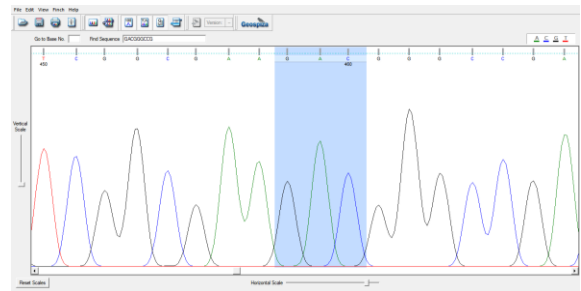 File Edit View Finch Help
Geospiza
Go to Base No. Find Sequence GACGGGCCG A C G T
T C G G C G A A G A C G G G C C G A
450 460
Vertical
Scale
Reset Scales Horizontal Scale